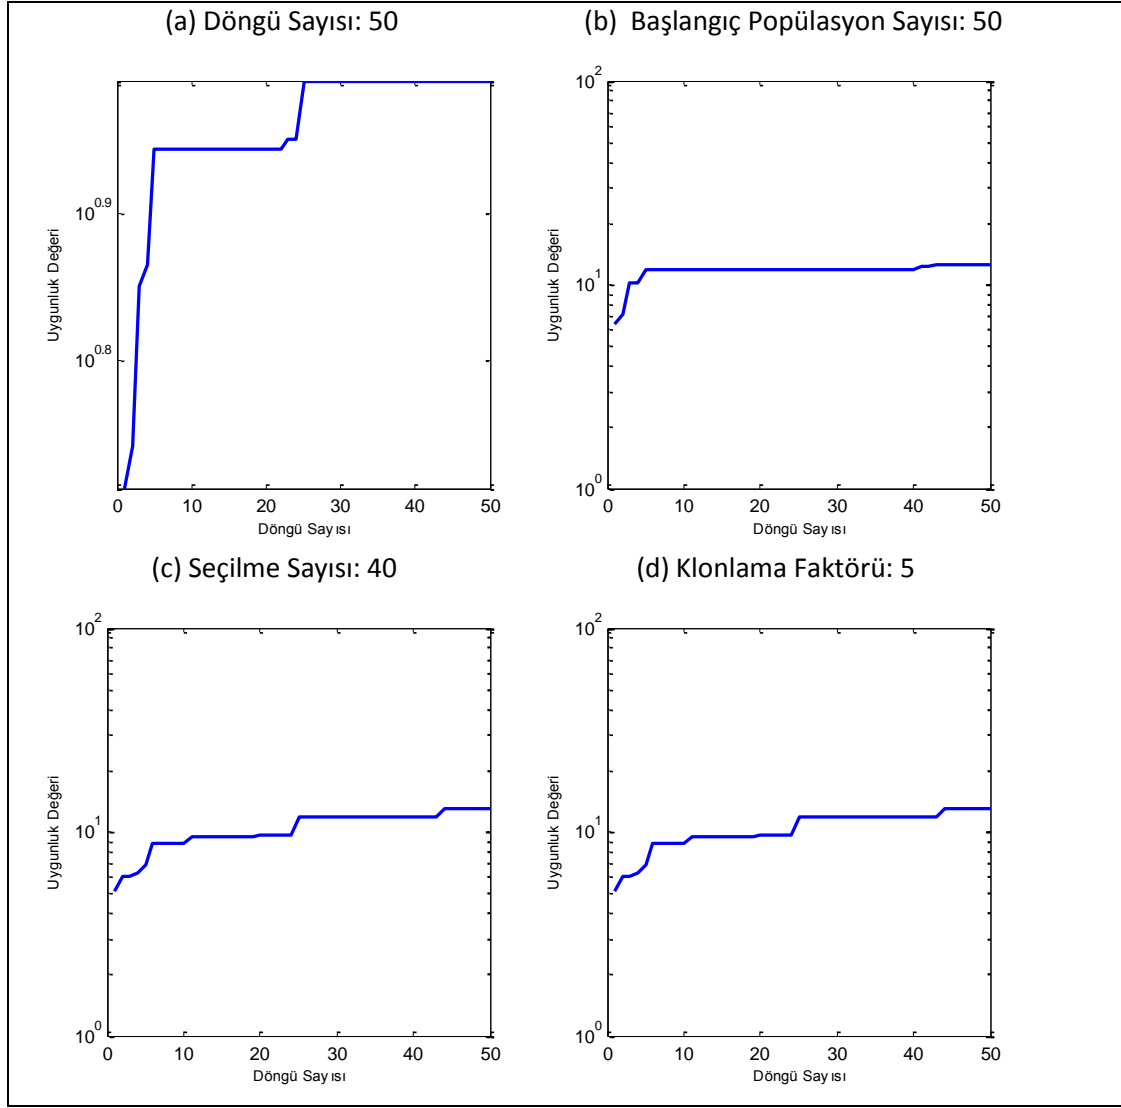 (a) Döngü Sayısı: 50
(b) Başlangıç Popülasyon Sayısı: 50
10^0.9
10^0.8
Uygunluk Değeri
0 10 20 30 40 50
Döngü Sayısı
10^2
10^1
10^0
Uygunluk Değeri
0 10 20 30 40 50
Döngü Sayısı
(c) Seçilme Sayısı: 40
(d) Klonlama Faktörü: 5
10^2
10^1
10^0
Uygunluk Değeri
0 10 20 30 40 50
Döngü Sayısı
10^2
10^1
10^0
Uygunluk Değeri
0 10 20 30 40 50
Döngü Sayısı